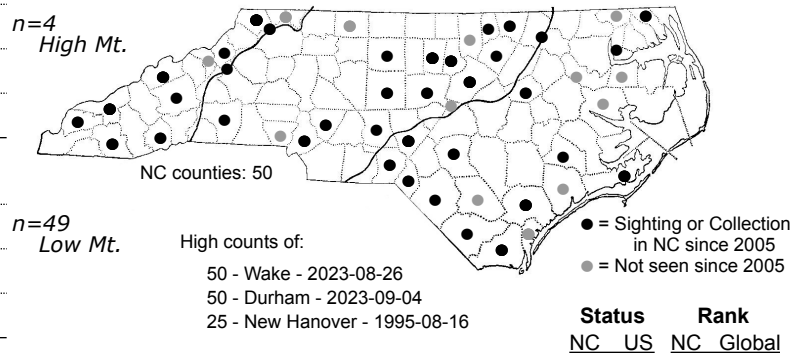 n=4
High Mt.
NC counties: 50
n=49
Low Mt.
High counts of:
50 - Wake - 2023-08-26
50 - Durham - 2023-09-04
25 - New Hanover - 1995-08-16
= Sighting or Collection
in NC since 2005
= Not seen since 2005
Status Rank
NC US NC Global